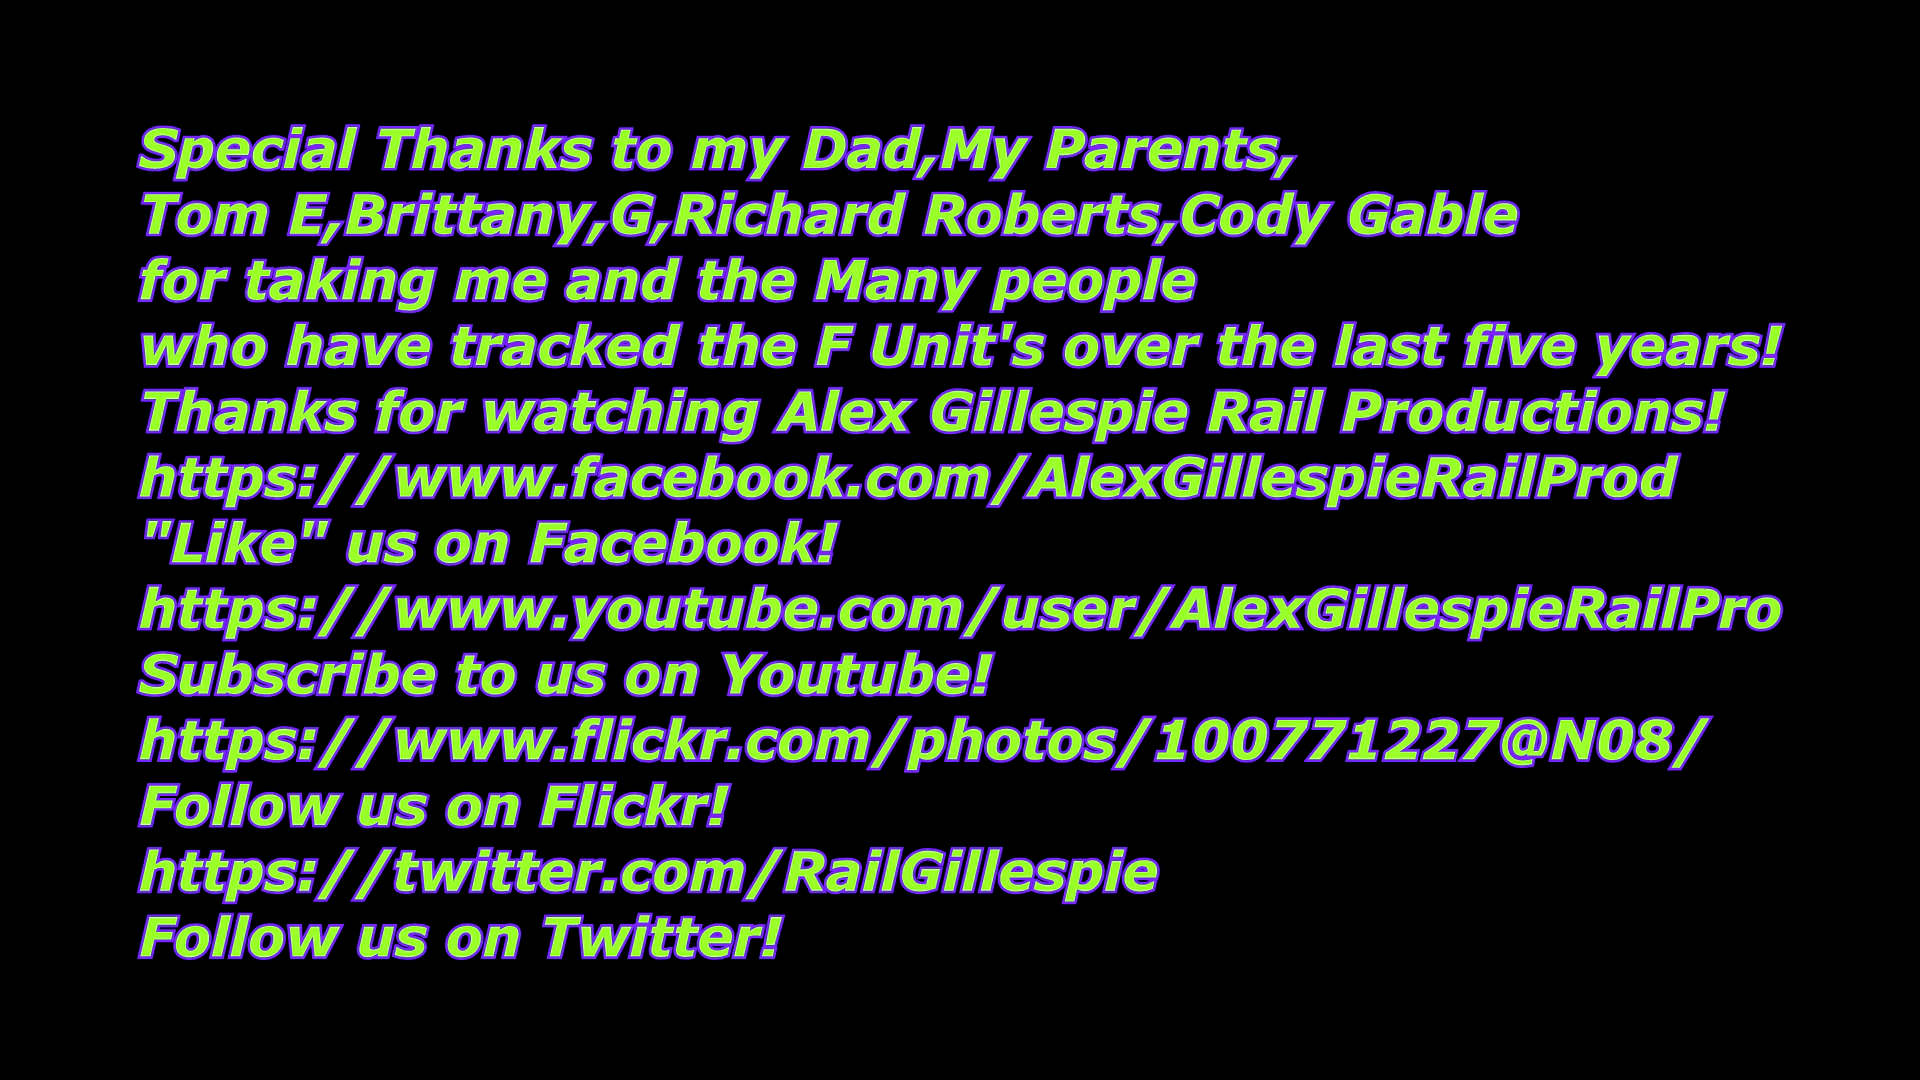 Special Thanks to my Dad,My Parents,
Tom E,Brittany,G,Richard Roberts,Cody Gable
for taking me and the Many people
who have tracked the F Unit's over the last five years!
Thanks for watching Alex Gillespie Rail Productions!
https://www.facebook.com/AlexGillespieRailProd
"Like" us on Facebook!
https://www.youtube.com/user/AlexGillespieRailPro
Subscribe to us on Youtube!
https://www.flickr.com/photos/100771227@N08/
Follow us on Flickr!
https://twitter.com/RailGillespie
Follow us on Twitter!